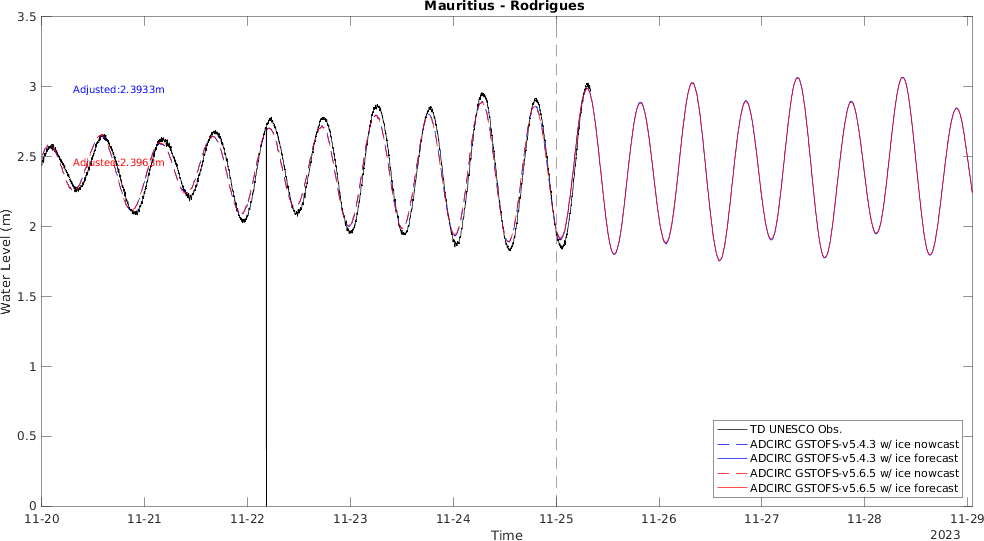 Mauritius - Rodrigues
3.5
3
2.5
2
1.5
1
0.5
0
Water Level (m)
Adjusted:2.3933m
Adjusted:2.3963m
TD UNESCO Obs.
ADCIRC GSTOFS-v5.4.3 w/ ice nowcast
ADCIRC GSTOFS-v5.4.3 w/ ice forecast
ADCIRC GSTOFS-v5.6.5 w/ ice nowcast
ADCIRC GSTOFS-v5.6.5 w/ ice forecast
11-20 11-21 11-22 11-23 11-24 11-25 11-26 11-27 11-28 11-29
Time
2023